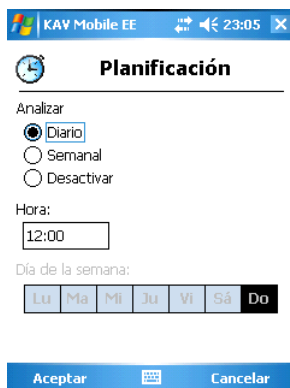 KAV Mobile EE 23:05
Planificación
Analizar
Diario
Semanal
Desactivar
Hora:
12:00
Día de la semana:
Lu Ma Mi Ju Vi Sá Do
Aceptar Cancelar